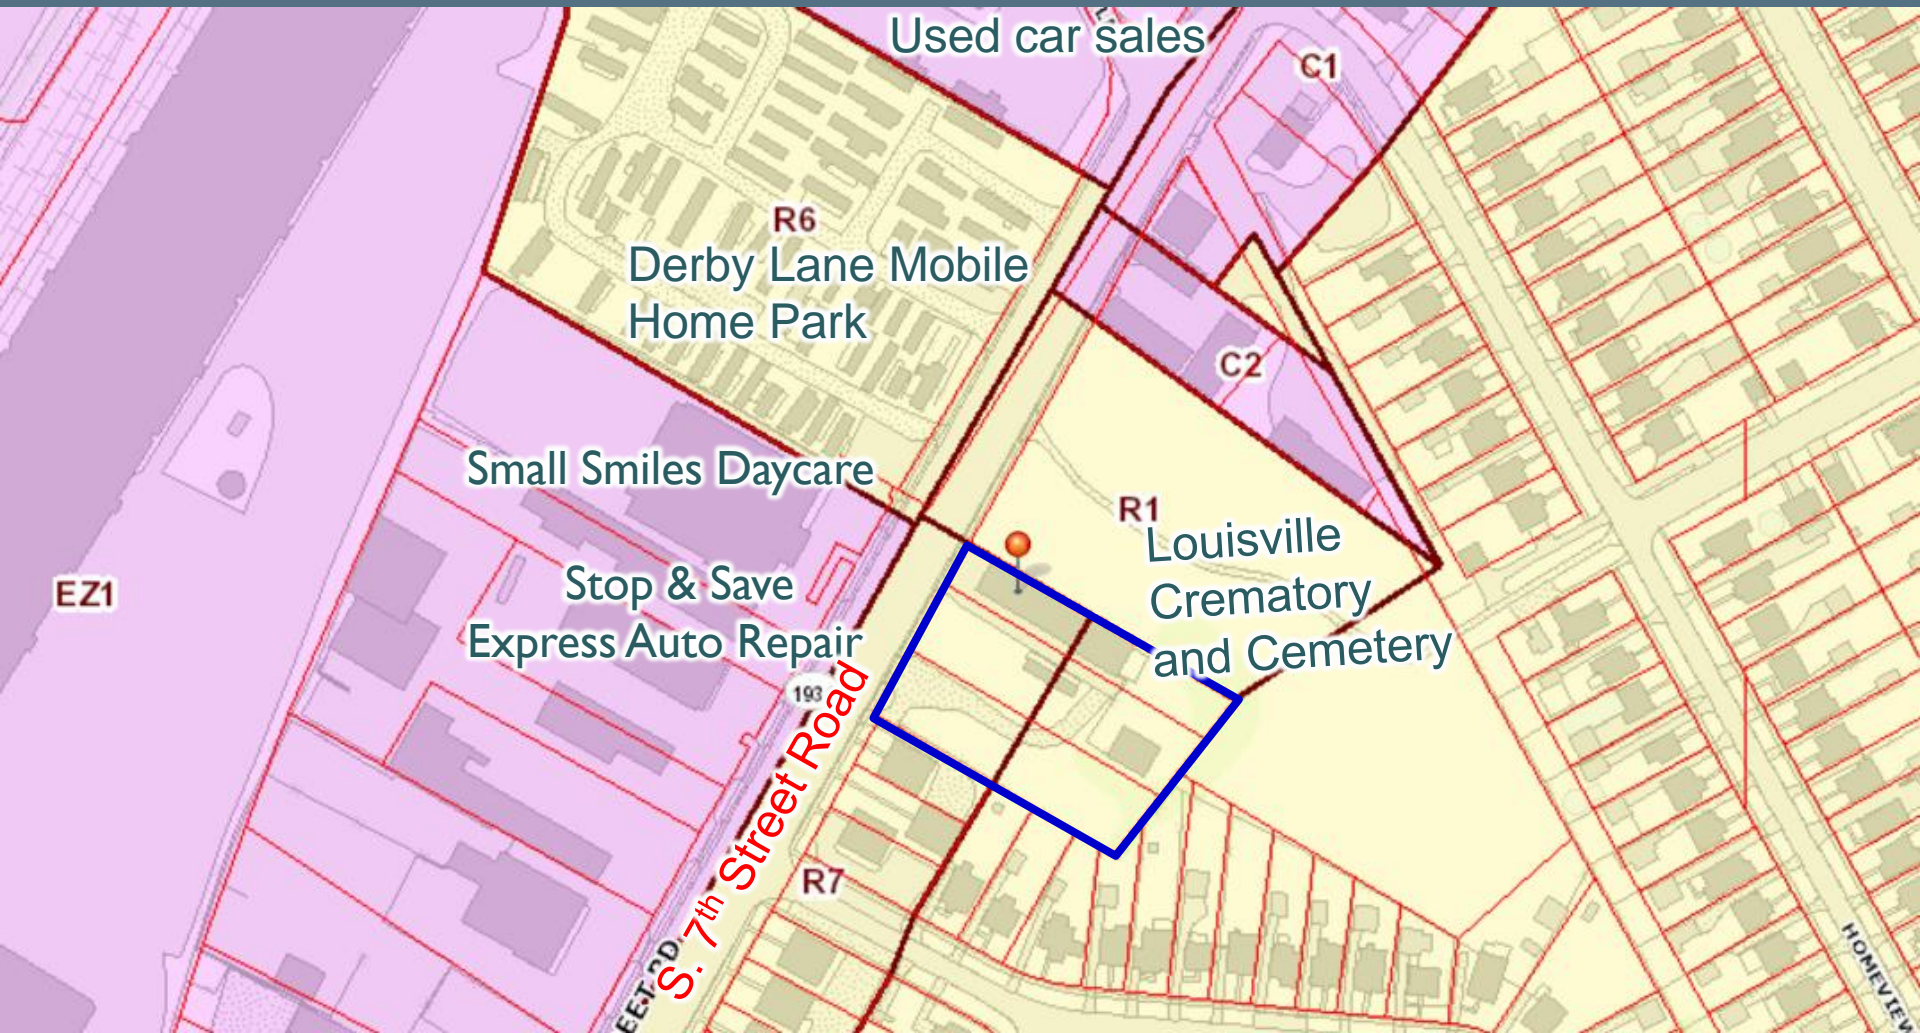 Used car sales
C1
R6
Derby Lane Mobile
Home Park
C2
Small Smiles Daycare
R1
Louisville
Crematory
and Cemetery
EZ1
Stop & Save
Express Auto Repair
193
S. 7th Street Road
R7